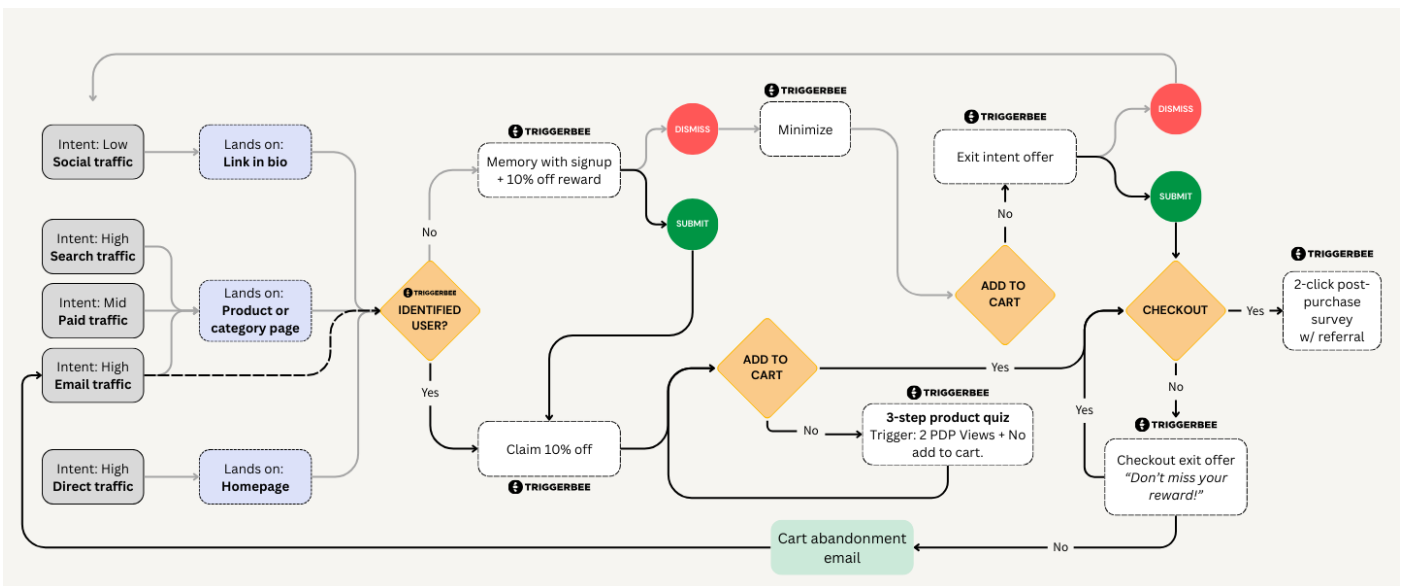 Intent: Low
Social traffic
Lands on:
Link in bio
Intent: High
Search traffic
Intent: Mid
Paid traffic
Intent: High
Email traffic
Lands on:
Product or
category page
Intent: High
Direct traffic
Lands on:
Homepage
TRIGGERBEE
IDENTIFIED
USER?
No
Yes
TRIGGERBEE
Memory with signup
+ 10% off reward
DISMISS
SUBMIT
TRIGGERBEE
Minimize
Claim 10% off
TRIGGERBEE
ADD TO
CART
No
Yes
TRIGGERBEE
3-step product quiz
Trigger: 2 PDP Views + No
add to cart.
TRIGGERBEE
Exit intent offer
No
ADD TO
CART
DISMISS
SUBMIT
CHECKOUT
Yes
TRIGGERBEE
2-click post-
purchase
survey
w/ referral
No
Yes
TRIGGERBEE
Checkout exit offer
“Don’t miss your
reward!”
No
Cart abandonment
email